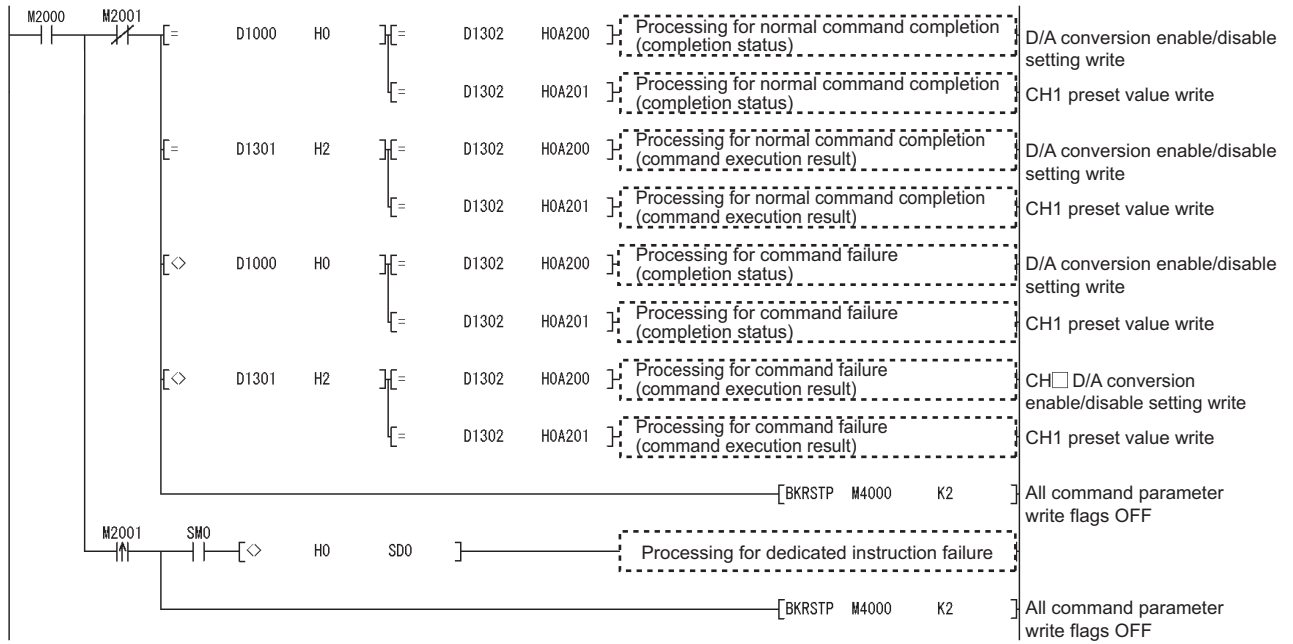 M2000 M2001
= D1000 H0 = D1302 H0A200 Processing for normal command completion
(completion status)
D/A conversion enable/disable
setting write
= D1302 H0A201 Processing for normal command completion
(completion status)
CH1 preset value write
= D1301 H2 = D1302 H0A200 Processing for normal command completion
(command execution result)
D/A conversion enable/disable
setting write
= D1302 H0A201 Processing for normal command completion
(command execution result)
CH1 preset value write
<> D1000 H0 = D1302 H0A200 Processing for command failure
(completion status)
D/A conversion enable/disable
setting write
= D1302 H0A201 Processing for command failure
(completion status)
CH1 preset value write
<> D1301 H2 = D1302 H0A200 Processing for command failure
(command execution result)
CH□ D/A conversion
enable/disable setting write
= D1302 H0A201 Processing for command failure
(command execution result)
CH1 preset value write
BKRSTP M4000 K2 All command parameter
write flags OFF
M2001 SM0
<> H0 SD0 Processing for dedicated instruction failure
BKRSTP M4000 K2 All command parameter
write flags OFF